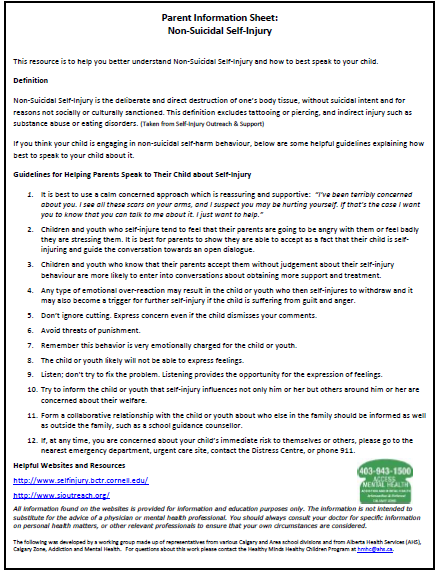 Parent Information Sheet:
Non-Suicidal Self-Injury
This resource is to help you better understand Non-Suicidal Self-Injury and how to best speak to your child.
Definition
Non-Suicidal Self-Injury is the deliberate and direct destruction of one's body tissue, without suicidal intent and for
reasons not socially or culturally sanctioned. This definition excludes tattooing or piercing, and indirect injury such as
substance abuse or eating disorders. (Taken from Self-Injury Outreach & Support)
If you think your child is engaging in non-suicidal self-harm behaviour, below are some helpful guidelines explaining how
best to speak to your child about it.
Guidelines for Helping Parents Speak to Their Child about Self-Injury
1. It is best to use a calm concerned approach which is reassuring and supportive: "I've been terribly concerned
about you. I see all these scars on your arms, and I suspect you may be hurting yourself. If that's the case I want
you to know that you can talk to me about it. I just want to help."
2. Children and youth who self-injure tend to feel that their parents are going to be angry with them or feel badly
they are stressing them. It is best for parents to show they are able to accept as a fact that their child is self-
injuring and guide the conversation towards an open dialogue.
3. Children and youth who know that their parents accept them without judgement about their self-injury
behaviour are more likely to enter into conversations about obtaining more support and treatment.
4. Any type of emotional over-reaction may result in the child or youth who then self-injures to withdraw and it
may also become a trigger for further self-injury if the child is suffering from guilt and anger.
5. Don't ignore cutting. Express concern even if the child dismisses your comments.
6. Avoid threats of punishment.
7. Remember this behavior is very emotionally charged for the child or youth.
8. The child or youth likely will not be able to express feelings.
9. Listen; don't try to fix the problem. Listening provides the opportunity for the expression of feelings.
10. Try to inform the child or youth that self-injury influences not only him or her but others around him or her are
concerned about their welfare.
11. Form a collaborative relationship with the child or youth about who else in the family should be informed as well
as outside the family, such as a school guidance counsellor.
12. If, at any time, you are concerned about your child's immediate risk to themselves or others, please go to the
nearest emergency department, urgent care site, contact the Distress Centre, or phone 911.
Helpful Websites and Resources
http://www.selfinjury.bctr.cornell.edu/
http://www.sioutreach.org/
403-943-1500
ACCESS
MENTAL HEALTH
All information found on the websites is provided for information and education purposes only. The information is not intended to
substitute for the advice of a physician or mental health professional. You should always consult your doctor for specific information
on personal health matters, or other relevant professionals to ensure that your own circumstances are considered.
The following was developed by a working group made up of representatives from various Calgary and Area school divisions and from Alberta Health Services (AHS),
Calgary Zone, Addiction and Mental Health. For questions about this work please contact the Healthy Minds Healthy Children Program at hmhc@ahs.ca.